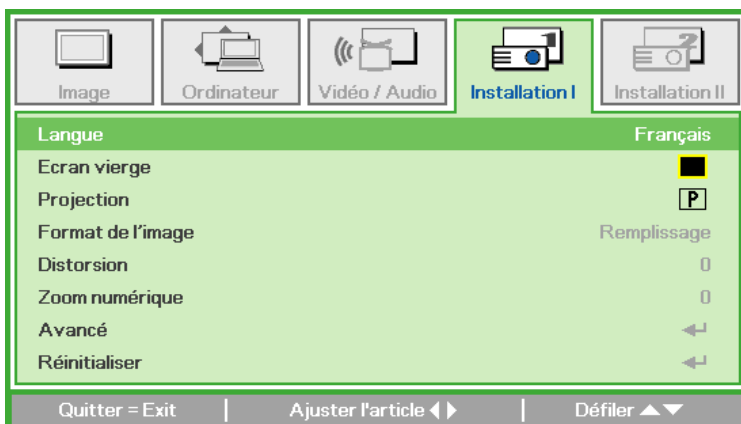 Image
Ordinateur
Vidéo / Audio
Installation I
Installation II
Langue Français
Ecran vierge
Projection P
Format de l'image Remplissage
Distorsion 0
Zoom numérique 0
Avancé
Réinitialiser
Quitter = Exit Ajuster l'article Défiler